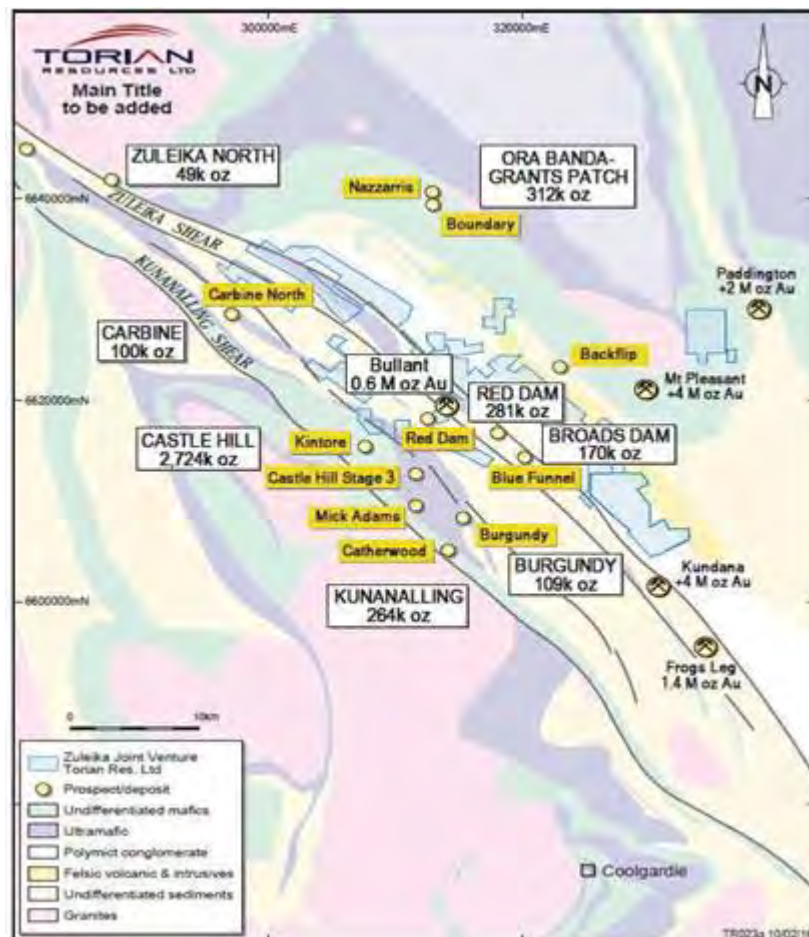 300000mE
320000mE
TORIAN
RESOURCES LTD
Main Title
to be added
N
ZULEIKA NORTH
49k oz
ORA BANDA-
GRANTS PATCH
312k oz
Nazzarris
6640000mN
ZULEIKA SHEAR
Boundary
KUNANALLING SHEAR
Paddington
+2 M oz Au
Carbine North
CARBINE
100k oz
Bullant
0.6 M oz Au
Backflip
Mt Pleasant
+4 M oz Au
6620000mN
RED DAM
281k oz
CASTLE HILL
2,724k oz
Kintore
Red Dam
BROADS DAM
170k oz
Castle Hill Stage 3
Blue Funnel
Mick Adams
Burgundy
Catherwood
BURGUNDY
109k oz
Kundana
+4 M oz Au
KUNANALLING
264k oz
6600000mN
Frogs Leg
1.4 M oz Au
0
10km
Zuleika Joint Venture
Torian Res. Ltd
Prospect/deposit
Undifferentiated mafics
Ultramafic
Polymict conglomerate
Felsic volcanic & intrusives
Undifferentiated sediments
Granites
Coolgardie